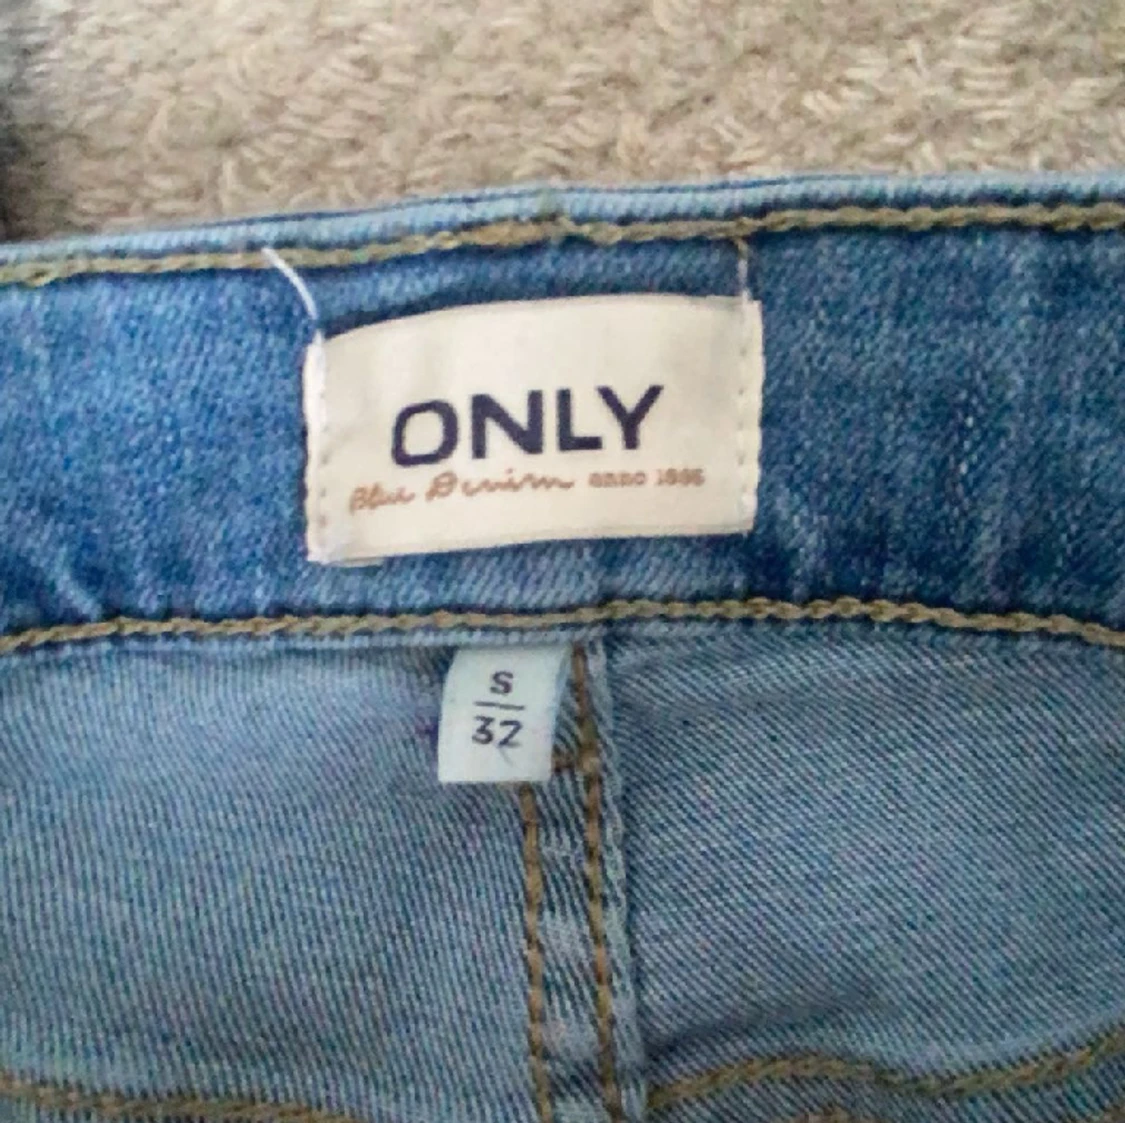 ONLY
Blue Denim anno 1995
S
32